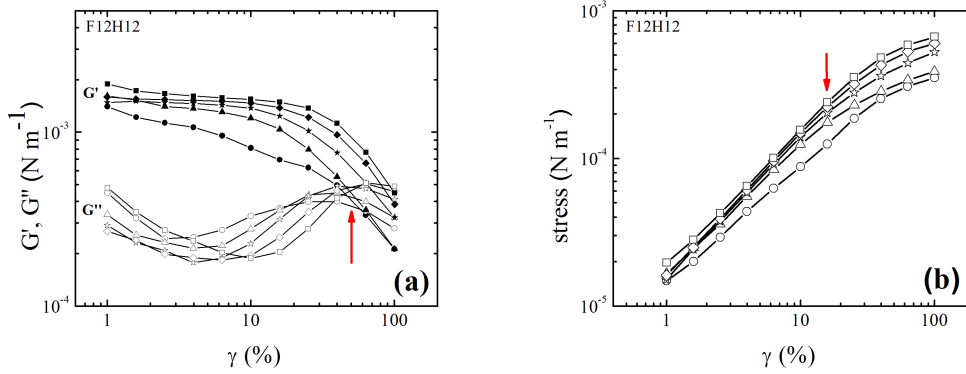 F12H12
G'
G''
(a)
10⁻³
10⁻⁴
G', G'' (N m⁻¹)
1
10
100
γ (%)
F12H12
(b)
10⁻³
10⁻⁴
10⁻⁵
stress (N m⁻¹)
1
10
100
γ (%)